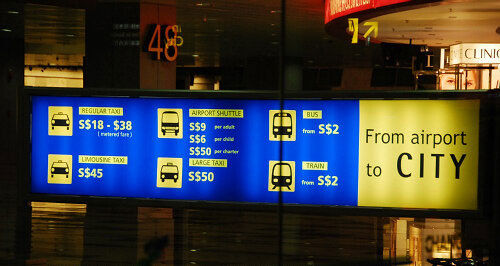 48
CLINI
REGULAR TAXI
S$18 - $38
(metered fare)
LIMOUSINE TAXI
S$45
AIRPORT SHUTTLE
S$9 per adult
S$6 per child
S$50 per charter
LARGE TAXI
S$50
BUS
from S$2
TRAIN
from S$2
From airport
to CITY